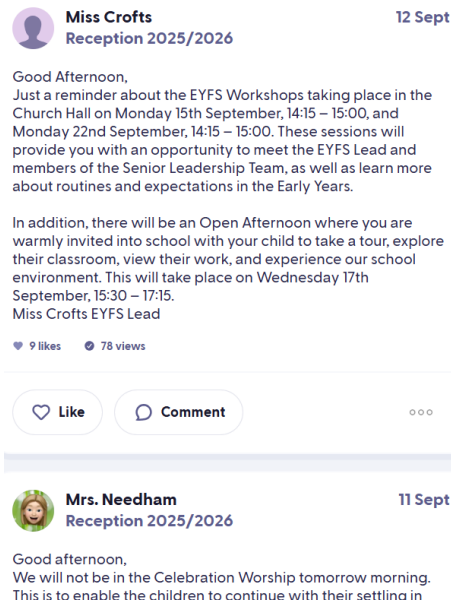 Miss Crofts
12 Sept
Reception 2025/2026
Good Afternoon,
Just a reminder about the EYFS Workshops taking place in the
Church Hall on Monday 15th September, 14:15 – 15:00, and
Monday 22nd September, 14:15 – 15:00. These sessions will
provide you with an opportunity to meet the EYFS Lead and
members of the Senior Leadership Team, as well as learn more
about routines and expectations in the Early Years.
In addition, there will be an Open Afternoon where you are
warmly invited into school with your child to take a tour, explore
their classroom, view their work, and experience our school
environment. This will take place on Wednesday 17th
September, 15:30 – 17:15.
Miss Crofts EYFS Lead
9 likes 78 views
Like Comment
Mrs. Needham
11 Sept
Reception 2025/2026
Good afternoon,
We will not be in the Celebration Worship tomorrow morning.
This is to enable the children to continue with their settling in